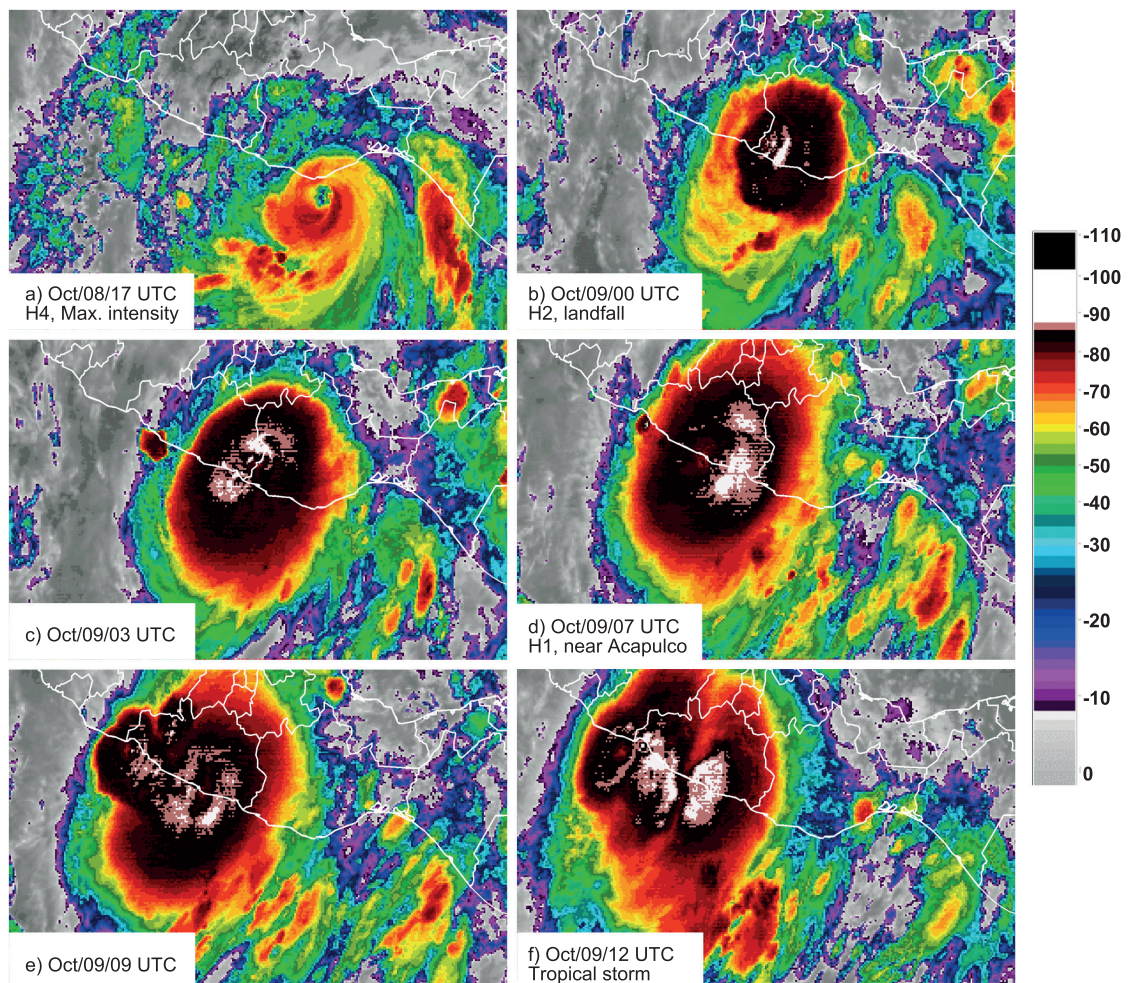 a) Oct/08/17 UTC
H4, Max. intensity
b) Oct/09/00 UTC
H2, landfall
c) Oct/09/03 UTC
d) Oct/09/07 UTC
H1, near Acapulco
e) Oct/09/09 UTC
f) Oct/09/12 UTC
Tropical storm
-110
-100
-90
-80
-70
-60
-50
-40
-30
-20
-10
0